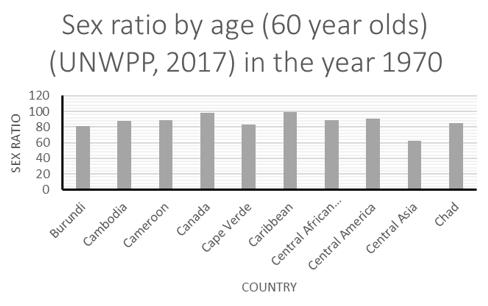 Sex ratio by age (60 year olds)
(UNWPP, 2017) in the year 1970
120
100
80
60
40
20
0
SEX RATIO
Burundi
Cambodia
Cameroon
Canada
Cape Verde
Caribbean
Central African...
Central America
Central Asia
Chad
COUNTRY